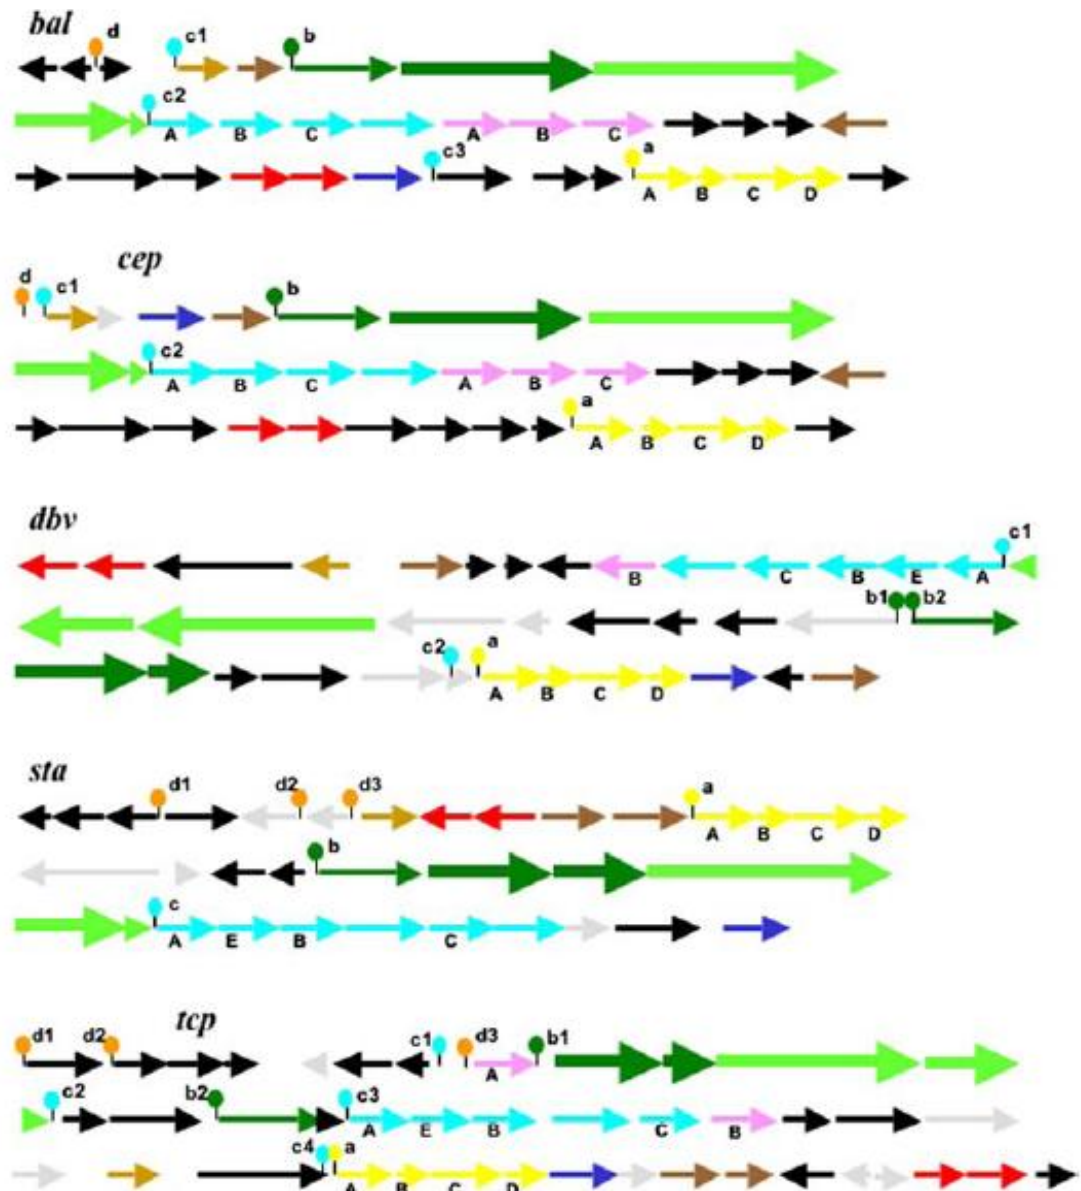 bal
d c1 b
c2
A B C A B C
c3 a
A B C D
cep
d c1 b
c2
A B C A B C
a
A B C D
dbv
c1
B C B E A
b1 b2
c2 a
A B C D
sta
d1 d2 d3 a
A B C D
b
c
A E B C
tcp
d1 d2 c1 d3 b1
A
c2 b2 c3
A E B C B
c4 a
A B C D